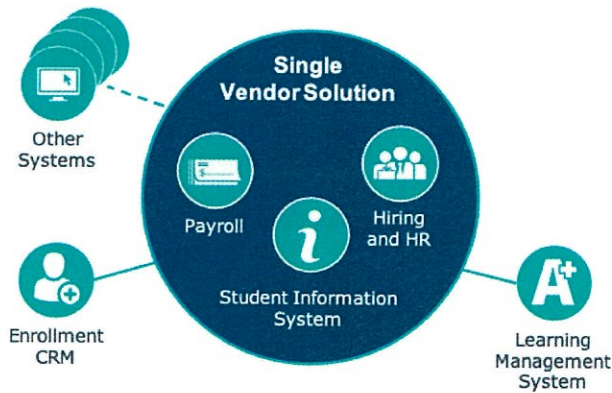 Single
Vendor Solution
Other
Systems
Payroll
Hiring
and HR
Student Information
System
Enrollment
CRM
A+
Learning
Management
System